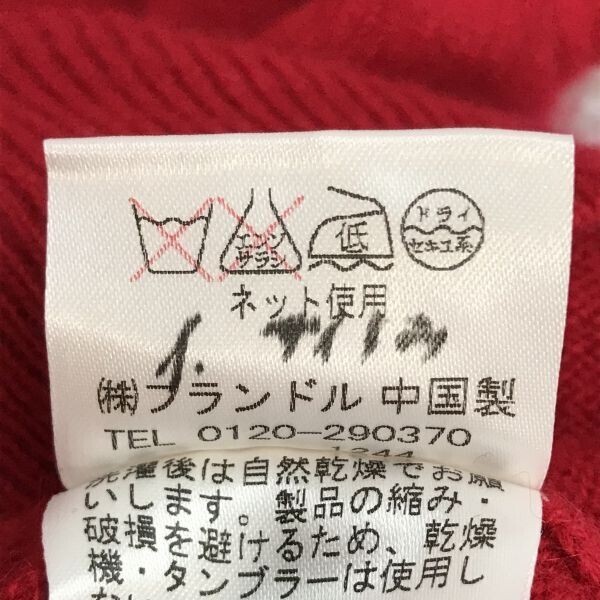 エンソ
サラシ
低
ドライ
セキユ系
ネット使用
㈱フランドル 中国製
TEL 0120-290370
1244
洗濯後は自然乾燥でお願
い します。製品の縮み・
破損を避けるため、乾燥
機・タンブラーは使用し